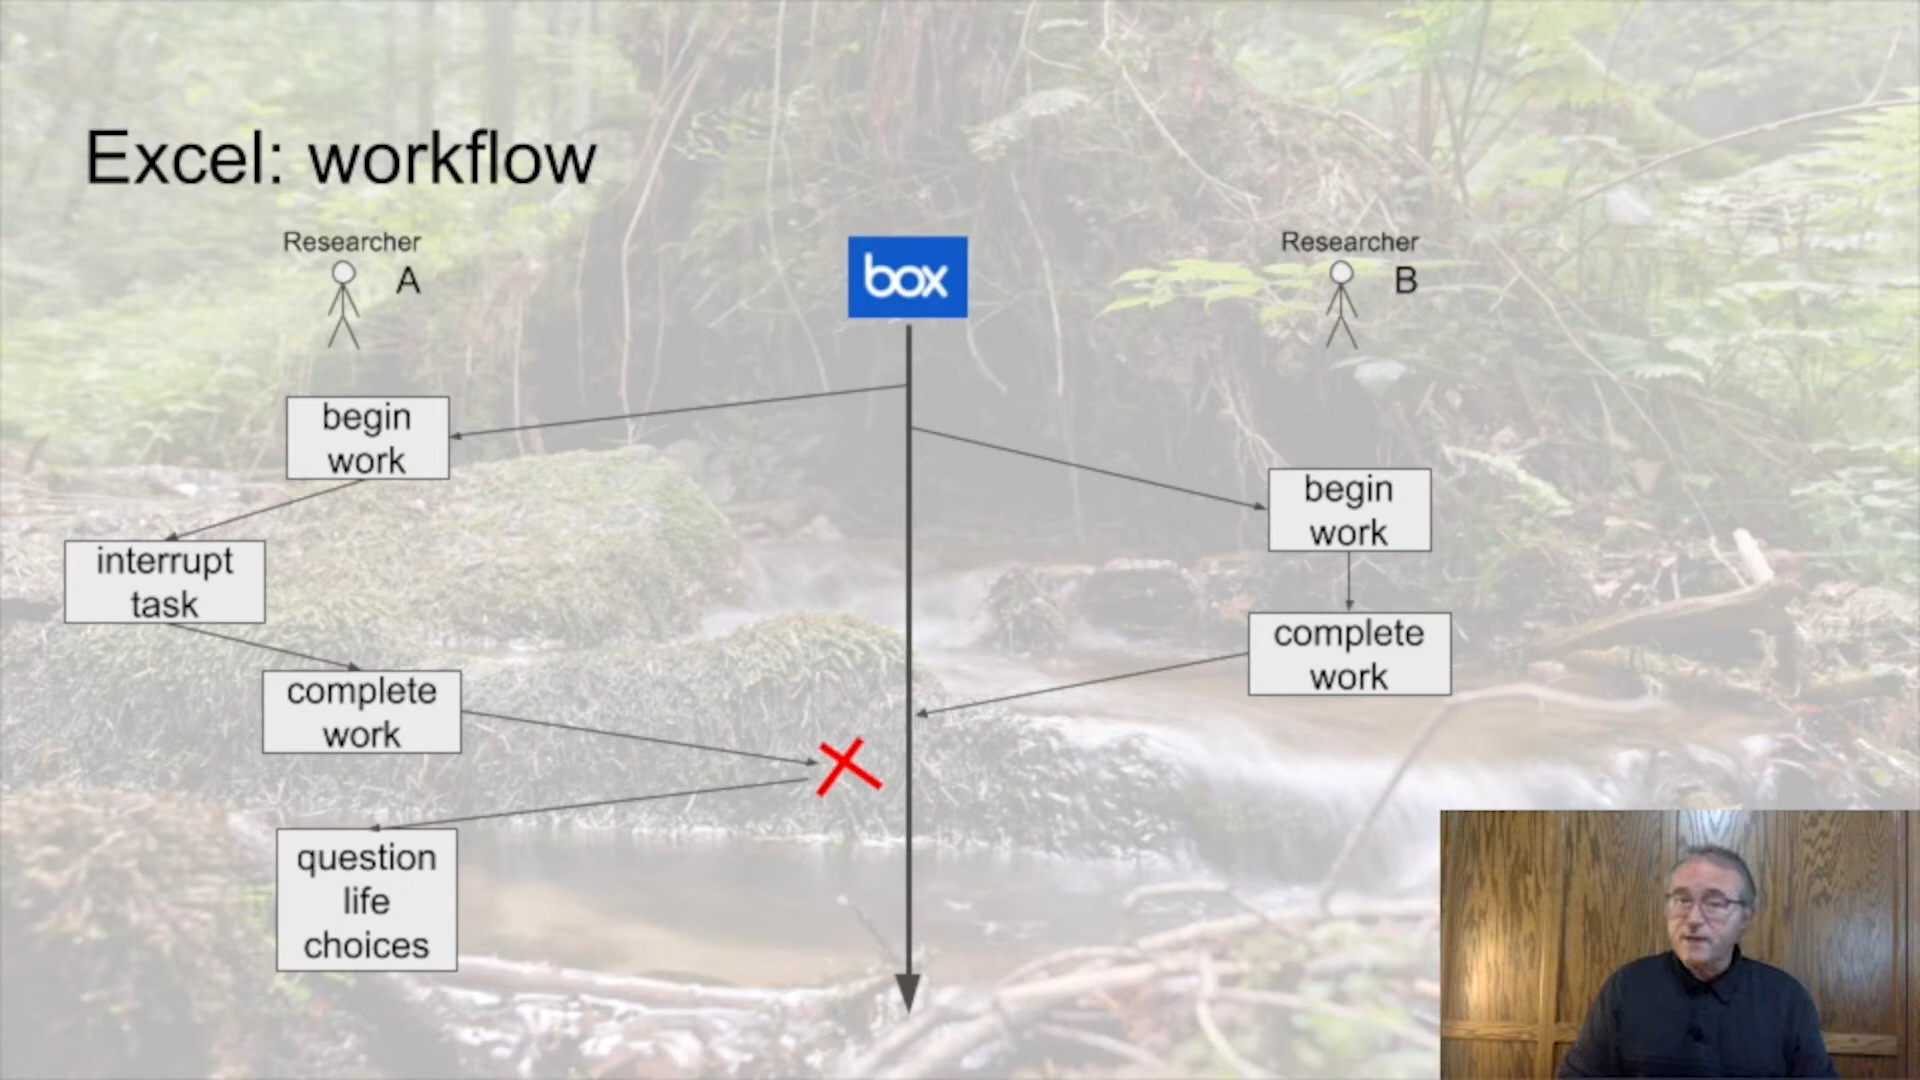 Excel: workflow
Researcher
A
box
Researcher
B
begin
work
begin
work
interrupt
task
complete
work
complete
work
question
life
choices